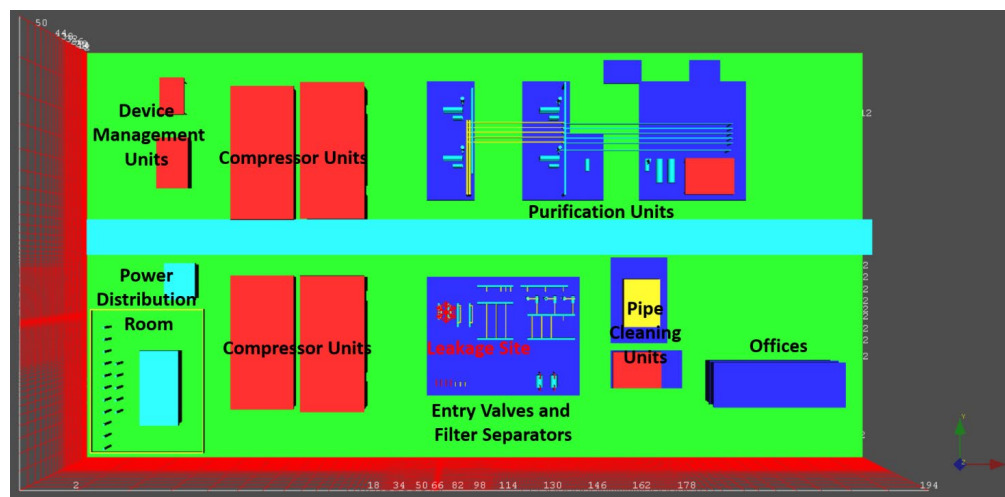 50
12
Device
Management
Units
Compressor Units
Purification Units
Power
Distribution
Room
Compressor Units
Leakage Site
Pipe
Cleaning
Units
Offices
Entry Valves and
Filter Separators
2
18
34
50
66
82
98
114
130
146
162
178
194